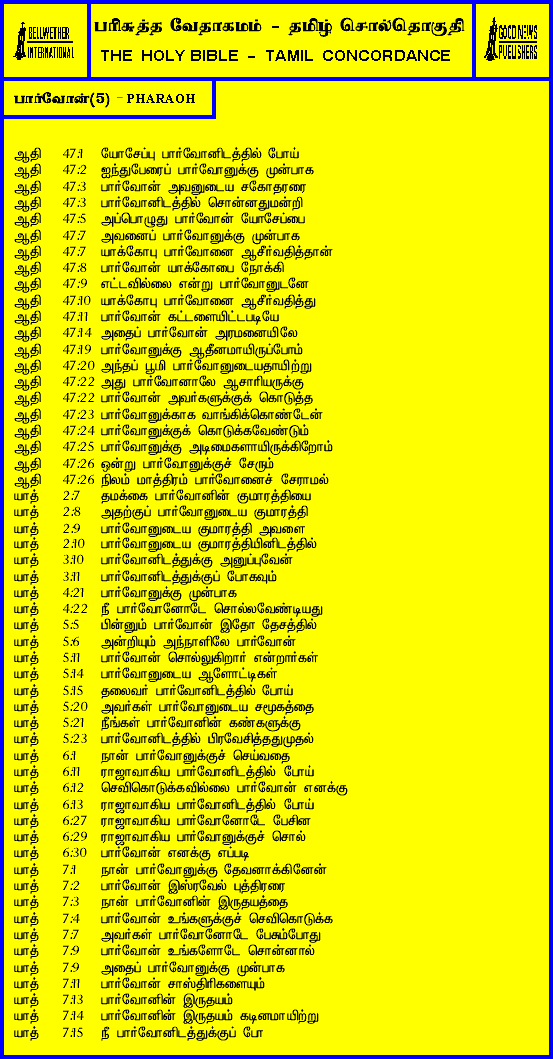 BELLWETHER
INTERNATIONAL
பரிசுத்த வேதாகமம் - தமிழ் சொல்தொகுதி
THE HOLY BIBLE - TAMIL CONCORDANCE
GOOD NEWS
PUBLISHERS
பார்வோன்(5) - PHARAOH
ஆதி 47:1 யோசேப்பு பார்வோனிடத்தில் போய்
ஆதி 47:2 ஐந்துபேரைப் பார்வோனுக்கு முன்பாக
ஆதி 47:3 பார்வோன் அவனுடைய சகோதரரை
ஆதி 47:3 பார்வோனிடத்தில் சொன்னதுமன்றி
ஆதி 47:5 அப்பொழுது பார்வோன் யோசேப்பை
ஆதி 47:7 அவனைப் பார்வோனுக்கு முன்பாக
ஆதி 47:7 யாக்கோபு பார்வோனை ஆசீர்வதித்தான்
ஆதி 47:8 பார்வோன் யாக்கோபை நோக்கி
ஆதி 47:9 எட்டவில்லை என்று பார்வோனுடனே
ஆதி 47:10 யாக்கோபு பார்வோனை ஆசீர்வதித்து
ஆதி 47:11 பார்வோன் கட்டளையிட்டபடியே
ஆதி 47:14 அதைப் பார்வோன் அரமனையிலே
ஆதி 47:19 பார்வோனுக்கு ஆதீனமாயிருப்போம்
ஆதி 47:20 அந்தப் பூமி பார்வோனுடையதாயிற்று
ஆதி 47:22 அது பார்வோனாலே ஆசாரியருக்கு
ஆதி 47:22 பார்வோன் அவர்களுக்குக் கொடுத்த
ஆதி 47:23 பார்வோனுக்காக வாங்கிக்கொண்டேன்
ஆதி 47:24 பார்வோனுக்குக் கொடுக்கவேண்டும்
ஆதி 47:25 பார்வோனுக்கு அடிமைகளாயிருக்கிறோம்
ஆதி 47:26 ஒன்று பார்வோனுக்குச் சேரும்
ஆதி 47:26 நிலம் மாத்திரம் பார்வோனைச் சேராமல்
யாத் 2:7 தமக்கை பார்வோனின் குமாரத்தியை
யாத் 2:8 அதற்குப் பார்வோனுடைய குமாரத்தி
யாத் 2:9 பார்வோனுடைய குமாரத்தி அவளை
யாத் 2:10 பார்வோனுடைய குமாரத்தியினிடத்தில்
யாத் 3:10 பார்வோனிடத்துக்கு அனுப்புவேன்
யாத் 3:11 பார்வோனிடத்துக்குப் போகவும்
யாத் 4:21 பார்வோனுக்கு முன்பாக
யாத் 4:22 நீ பார்வோனோடே சொல்லவேண்டியது
யாத் 5:5 பின்னும் பார்வோன் இதோ தேசத்தில்
யாத் 5:6 அன்றியும் அந்நாளிலே பார்வோன்
யாத் 5:11 பார்வோன் சொல்லுகிறார் என்றார்கள்
யாத் 5:14 பார்வோனுடைய ஆளோட்டிகள்
யாத் 5:15 தலைவர் பார்வோனிடத்தில் போய்
யாத் 5:20 அவர்கள் பார்வோனுடைய சமூகத்தை
யாத் 5:21 நீங்கள் பார்வோனின் கண்களுக்கு
யாத் 5:23 பார்வோனிடத்தில் பிரவேசித்ததுமுதல்
யாத் 6:1 நான் பார்வோனுக்குச் செய்வதை
யாத் 6:11 ராஜாவாகிய பார்வோனிடத்தில் போய்
யாத் 6:12 செவிகொடுக்கவில்லை பார்வோன் எனக்கு
யாத் 6:13 ராஜாவாகிய பார்வோனிடத்தில் போய்
யாத் 6:27 ராஜாவாகிய பார்வோனோடே பேசின
யாத் 6:29 ராஜாவாகிய பார்வோனுக்குச் சொல்
யாத் 6:30 பார்வோன் எனக்கு எப்படி
யாத் 7:1 நான் பார்வோனுக்கு தேவனாக்கினேன்
யாத் 7:2 பார்வோன் இஸ்ரவேல் புத்திரரை
யாத் 7:3 நான் பார்வோனின் இருதயத்தை
யாத் 7:4 பார்வோன் உங்களுக்குச் செவிகொடுக்க
யாத் 7:7 அவர்கள் பார்வோனோடே பேசும்போது
யாத் 7:9 பார்வோன் உங்களோடே சொன்னால்
யாத் 7:9 அதைப் பார்வோனுக்கு முன்பாக
யாத் 7:11 பார்வோன் சாஸ்திரிகளையும்
யாத் 7:13 பார்வோனின் இருதயம்
யாத் 7:14 பார்வோனின் இருதயம் கடினமாயிற்று
யாத் 7:15 நீ பார்வோனிடத்துக்குப் போ